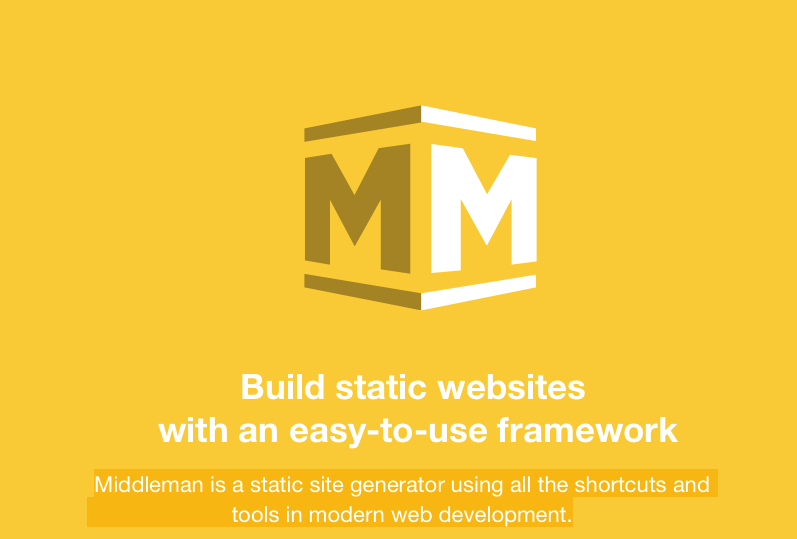 MM
Build static websites
with an easy-to-use framework
Middleman is a static site generator using all the shortcuts and
tools in modern web development.